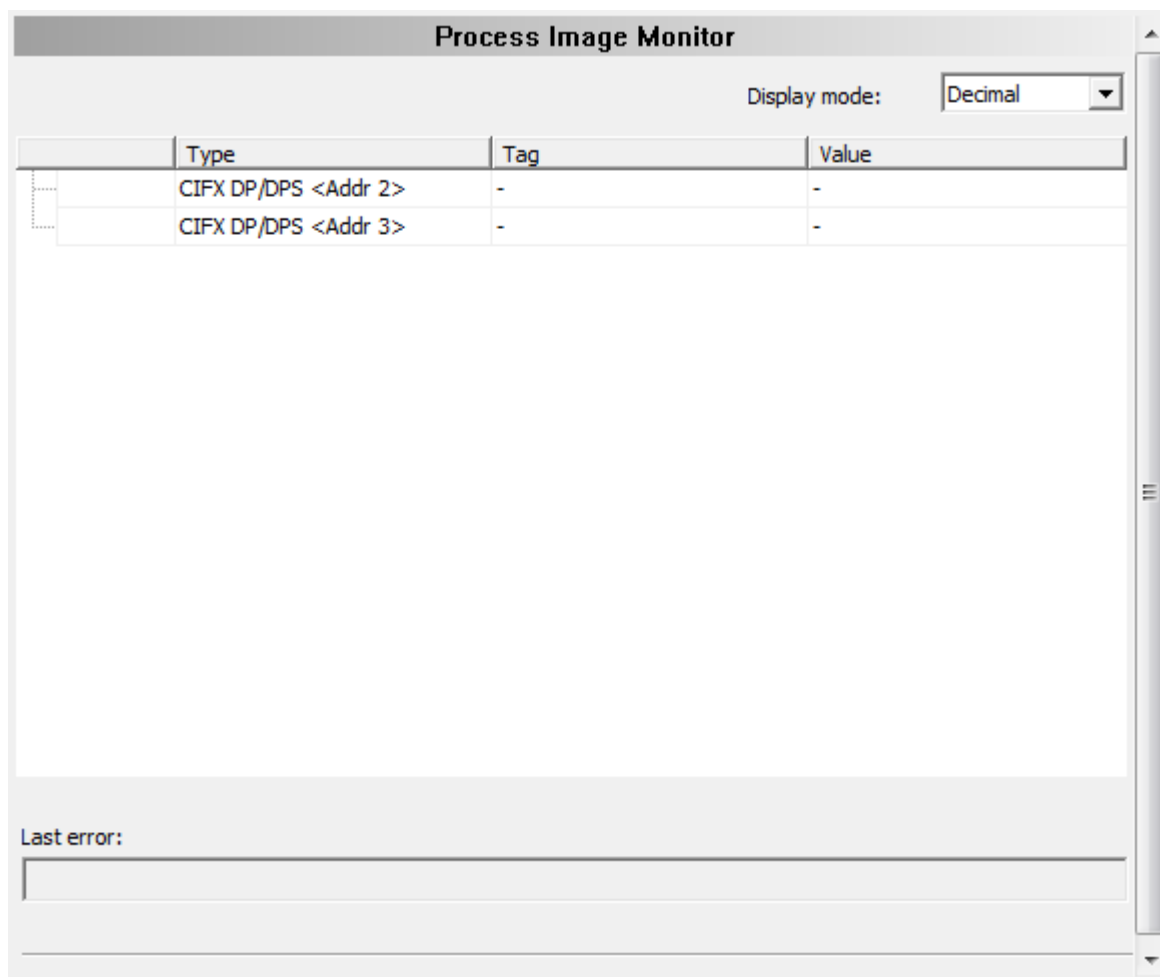 Process Image Monitor
Display mode: Decimal
Type Tag Value
CIFX DP/DPS <Addr 2> - -
CIFX DP/DPS <Addr 3> - -
Last error: